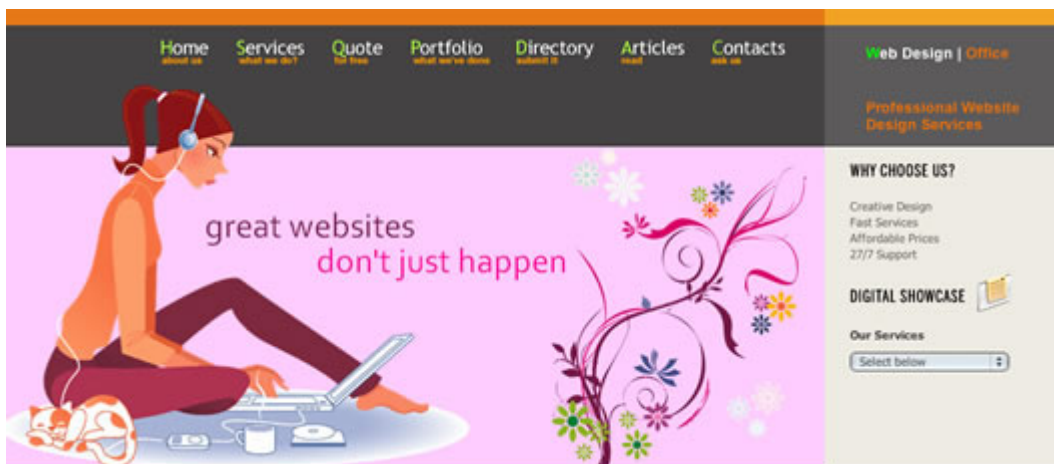 Home Services Quote Portfolio Directory Articles Contacts
about us what we do? for free what we've done submit it read ask us
Web Design | Office
Professional Website
Design Services
great websites
don't just happen
WHY CHOOSE US?
Creative Design
Fast Services
Affordable Prices
27/7 Support
DIGITAL SHOWCASE
Our Services
Select below